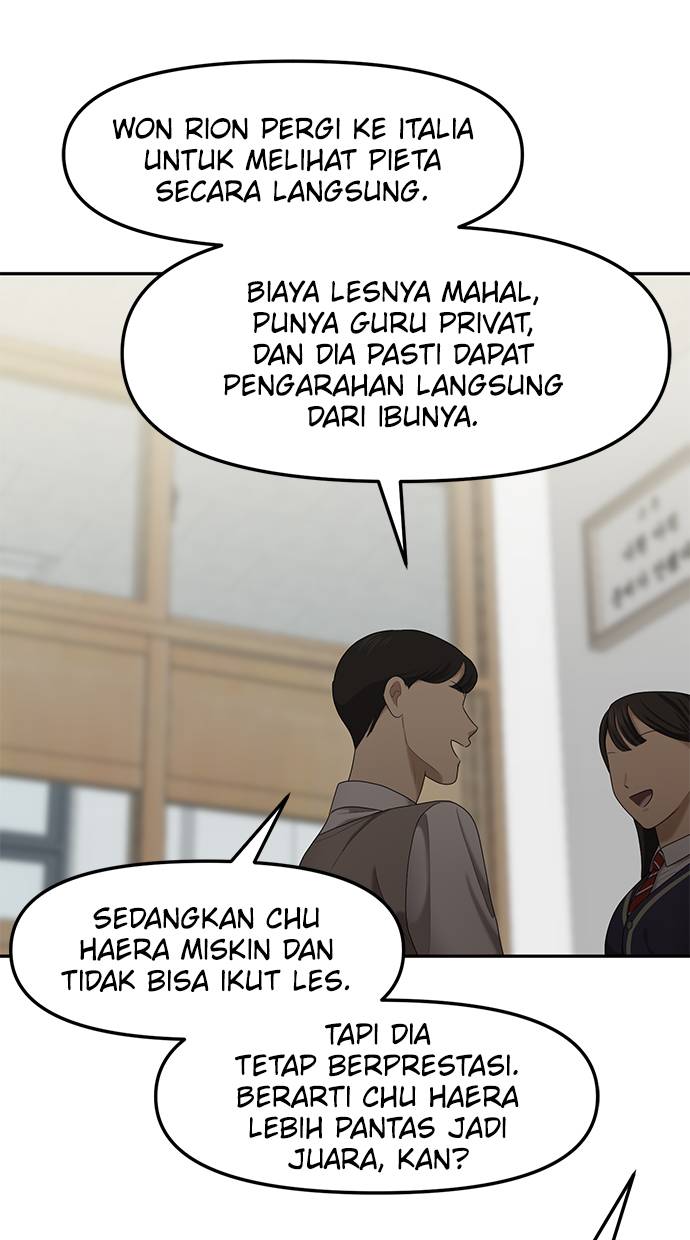 WON RION PERGI KE ITALIA
UNTUK MELIHAT PIETA
SECARA LANGSUNG.
BIAYA LESNYA MAHAL,
PUNYA GURU PRIVAT,
DAN DIA PASTI DAPAT
PENGARAHAN LANGSUNG
DARI IBUNYA.
SEDANGKAN CHU
HAERA MISKIN DAN
TIDAK BISA IKUT LES.
TAPI DIA
TETAP BERPRESTASI.
BERARTI CHU HAERA
LEBIH PANTAS JADI
JUARA, KAN?